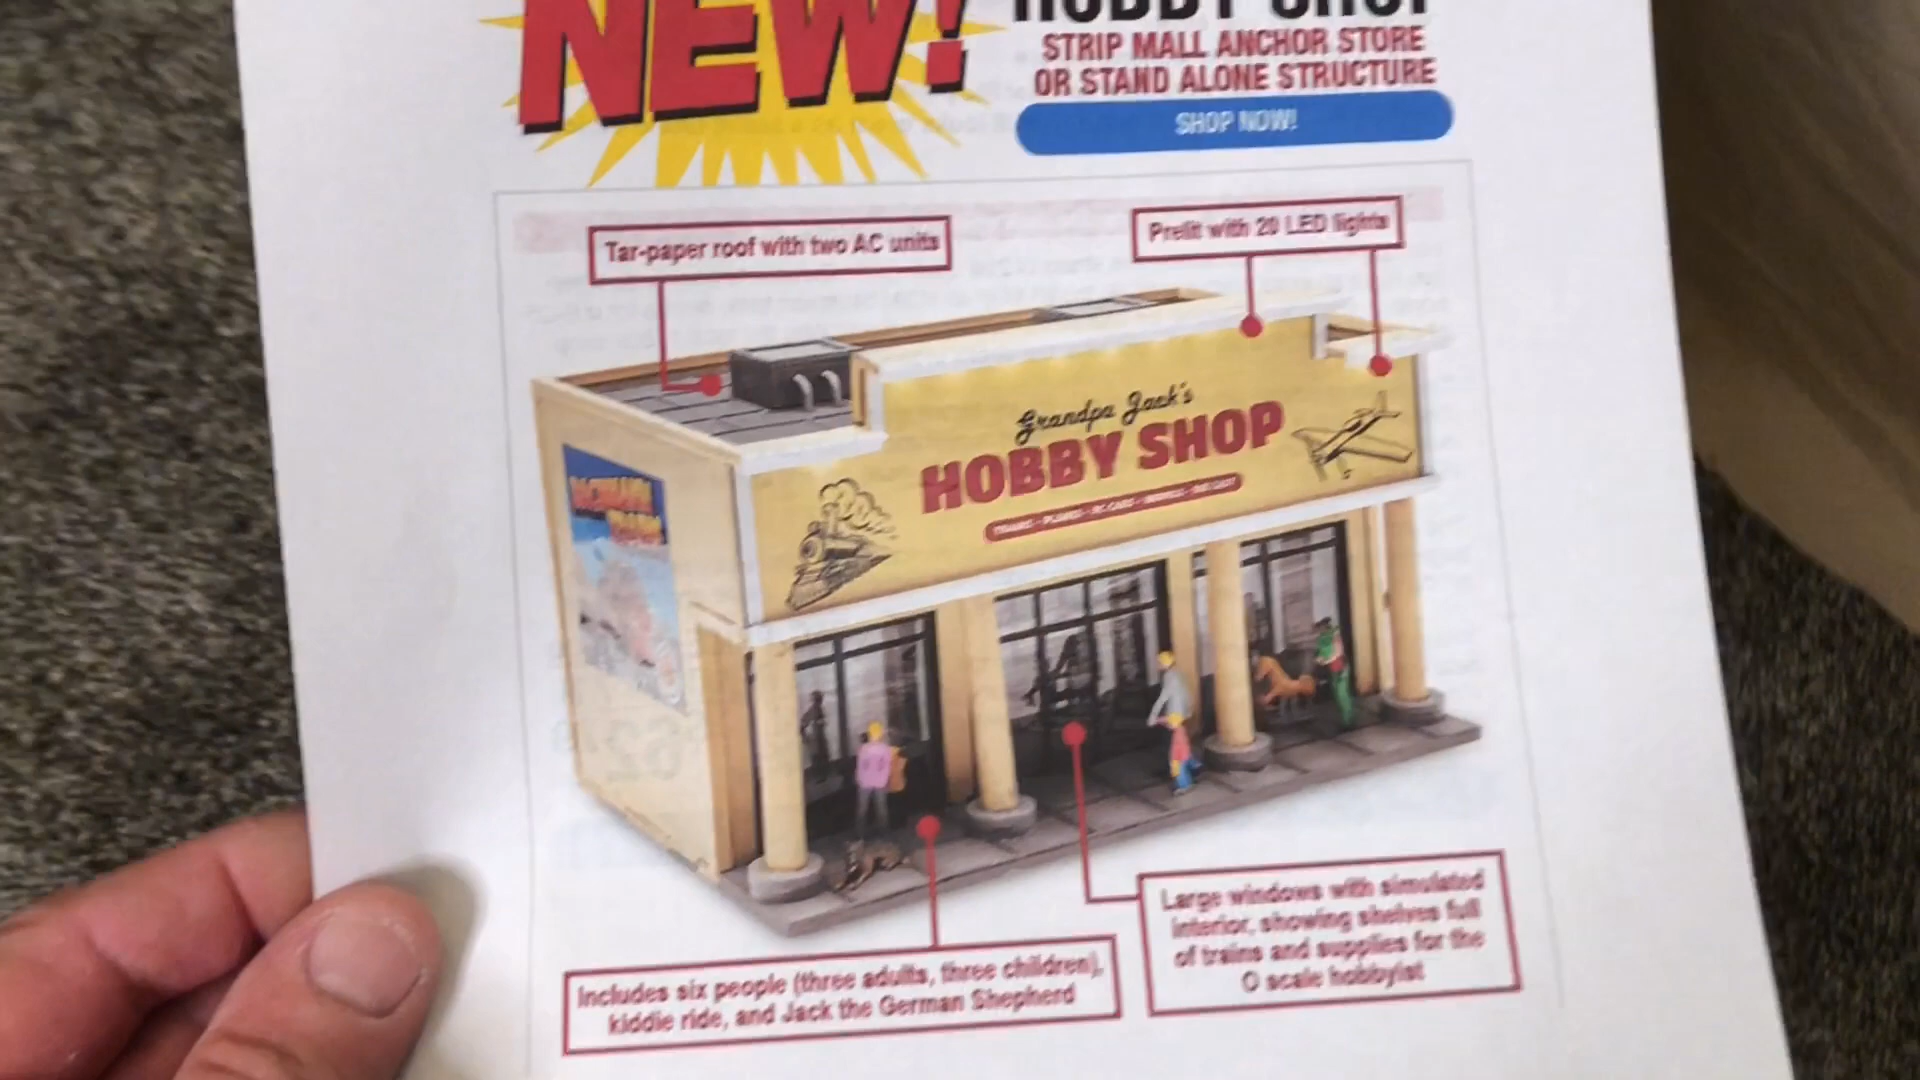 NEW!
HOBBY SHOP
STRIP MALL ANCHOR STORE
OR STAND ALONE STRUCTURE
SHOP NOW!
Tar-paper roof with two AC units
Prelit with 20 LED lights
Grandpa Jack's
HOBBY SHOP
Includes six people (three adults, three children),
kiddie ride, and Jack the German Shepherd
Large windows with simulated
interior, showing shelves full
of trains and supplies for the
O scale hobbyist